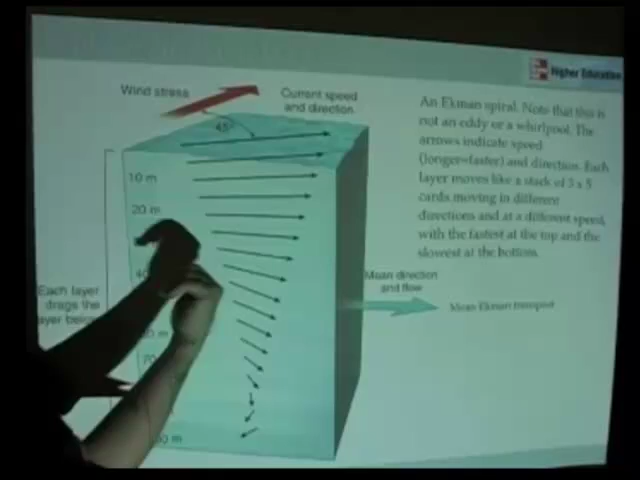 Higher Education
Wind stress
Current speed
and direction
45°
10 m
20 m
Each layer
drags the
layer below
Mean direction
and flow
Mean Ekman transport
An Ekman spiral. Note that this is
not an eddy or a whirlpool. The
arrows indicate speed
(longer=faster) and direction. Each
layer moves like a stack of 3 x 5
cards moving in different
directions and at a different speed,
with the fastest at the top and the
slowest at the bottom.